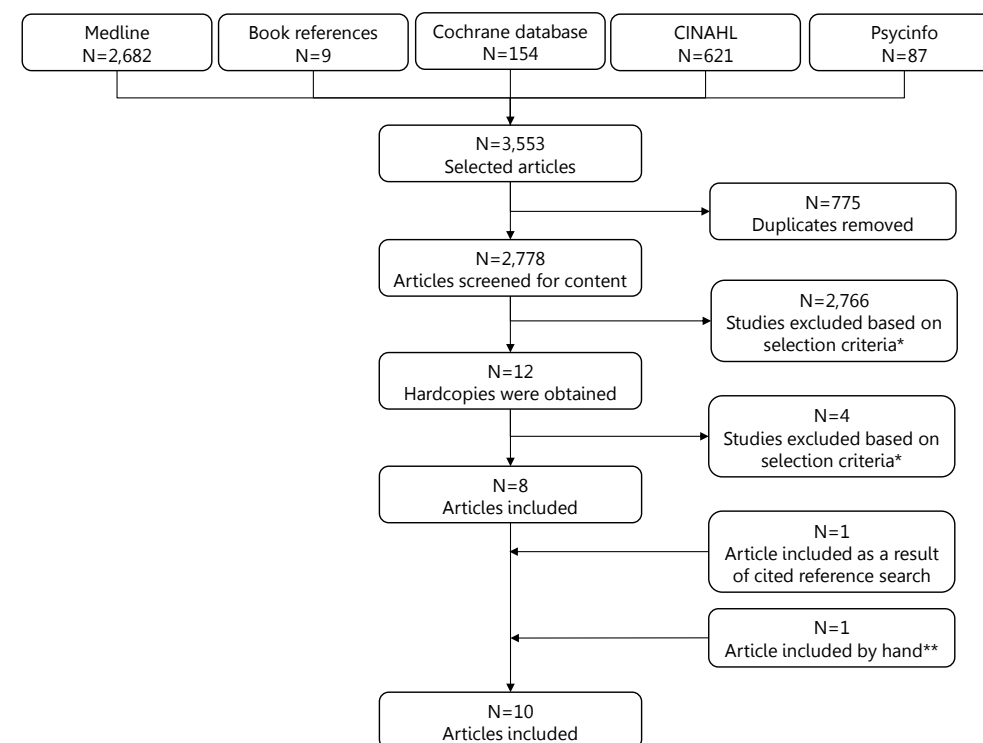 Medline
N=2,682
Book references
N=9
Cochrane database
N=154
CINAHL
N=621
Psycinfo
N=87
N=3,553
Selected articles
N=775
Duplicates removed
N=2,778
Articles screened for content
N=2,766
Studies excluded based on
selection criteria*
N=12
Hardcopies were obtained
N=4
Studies excluded based on
selection criteria*
N=8
Articles included
N=1
Article included as a result
of cited reference search
N=1
Article included by hand**
N=10
Articles included